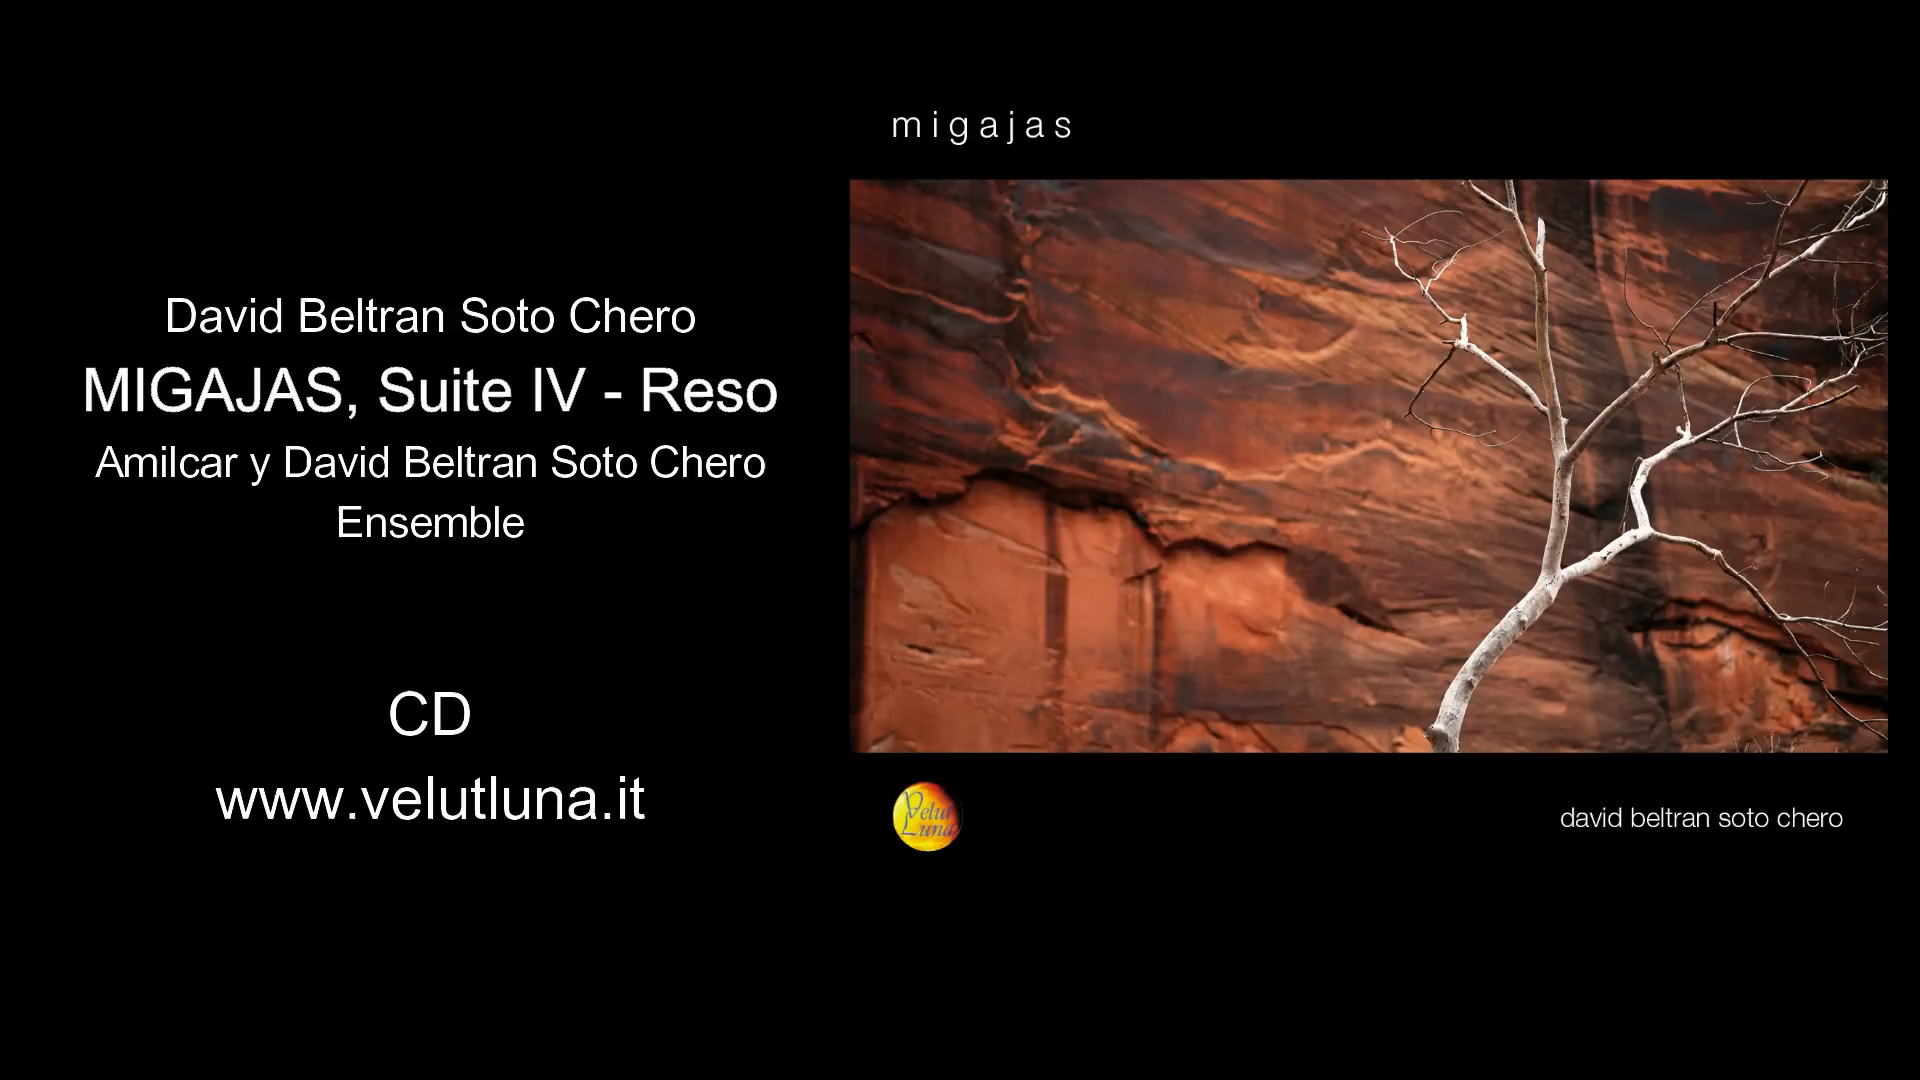 migajas
David Beltran Soto Chero
MIGAJAS, Suite IV - Reso
Amilcar y David Beltran Soto Chero
Ensemble
CD
www.velutluna.it
Velut
Luna
david beltran soto chero